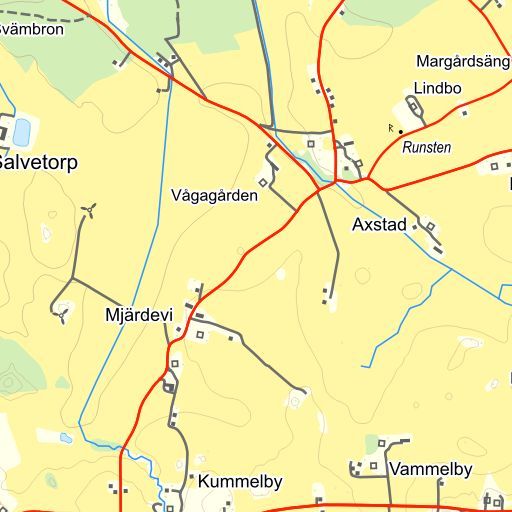 Svämbron
Margårdsäng
Lindbo
R
Runsten
Salvetorp
Vågagården
Axstad
Mjärdevi
Vammelby
Kummelby